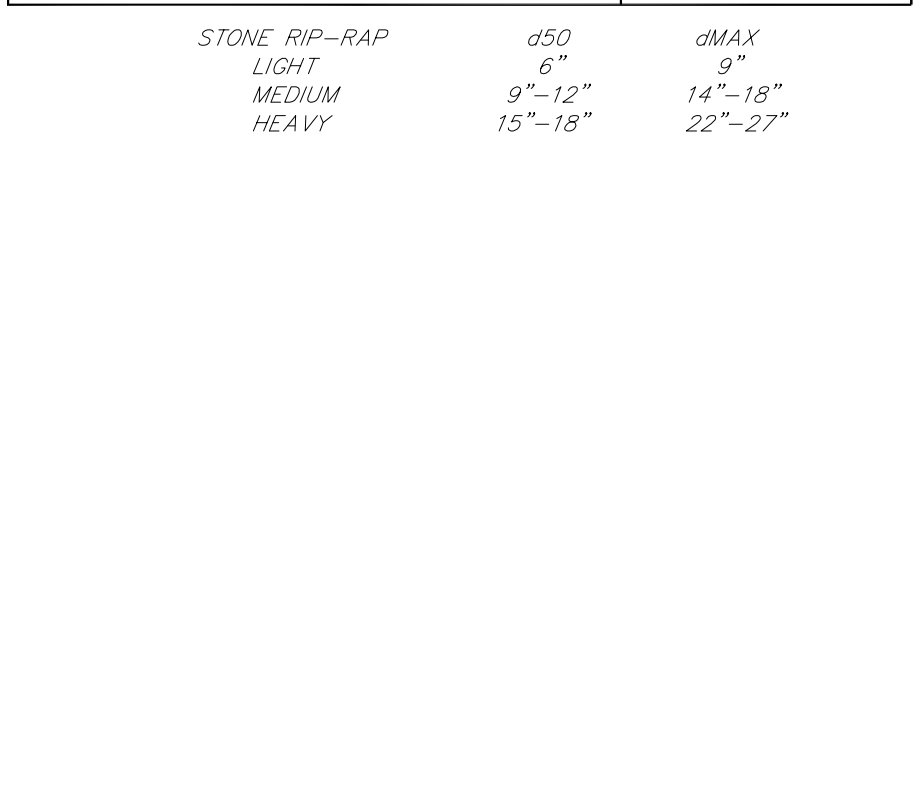 STONE RIP-RAP d50 dMAX
LIGHT 6" 9"
MEDIUM 9"-12" 14"-18"
HEAVY 15"-18" 22"-27"